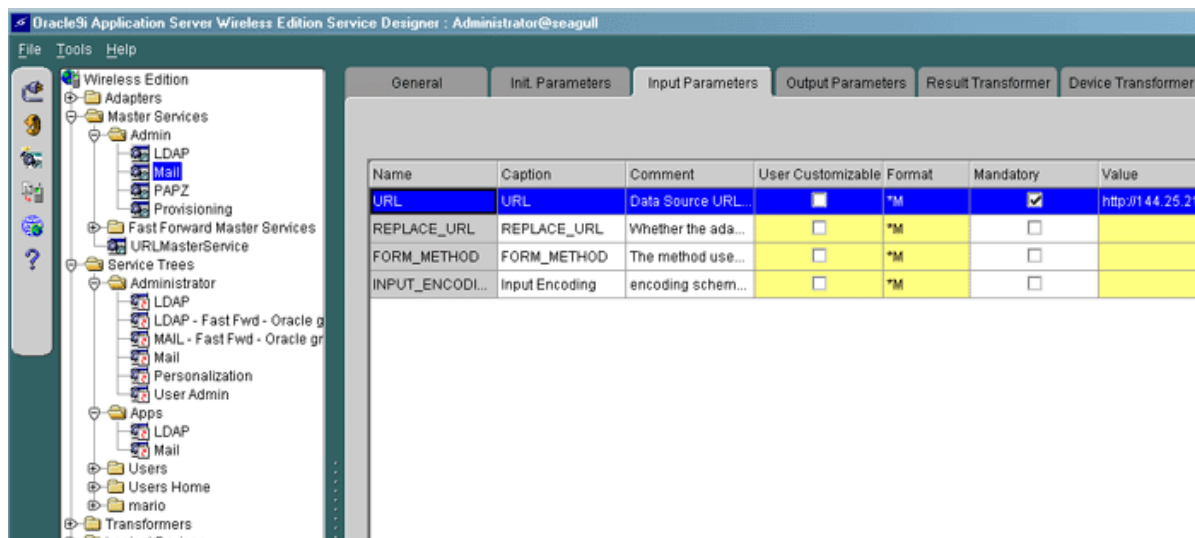 Oracle9i Application Server Wireless Edition Service Designer : Administrator@seagull
File Tools Help
Wireless Edition
Adapters
Master Services
Admin
LDAP
Mail
PAPZ
Provisioning
Fast Forward Master Services
URLMasterService
Service Trees
Administrator
LDAP
LDAP - Fast Fwd - Oracle g
MAIL - Fast Fwd - Oracle gr
Mail
Personalization
User Admin
Apps
LDAP
Mail
Users
Users Home
mario
Transformers
General Init. Parameters Input Parameters Output Parameters Result Transformer Device Transformer
Name Caption Comment User Customizable Format Mandatory Value
URL URL Data Source URL... *M http://144.25.21
REPLACE_URL REPLACE_URL Whether the ada... *M
FORM_METHOD FORM_METHOD The method use... *M
INPUT_ENCODI... Input Encoding encoding schem... *M